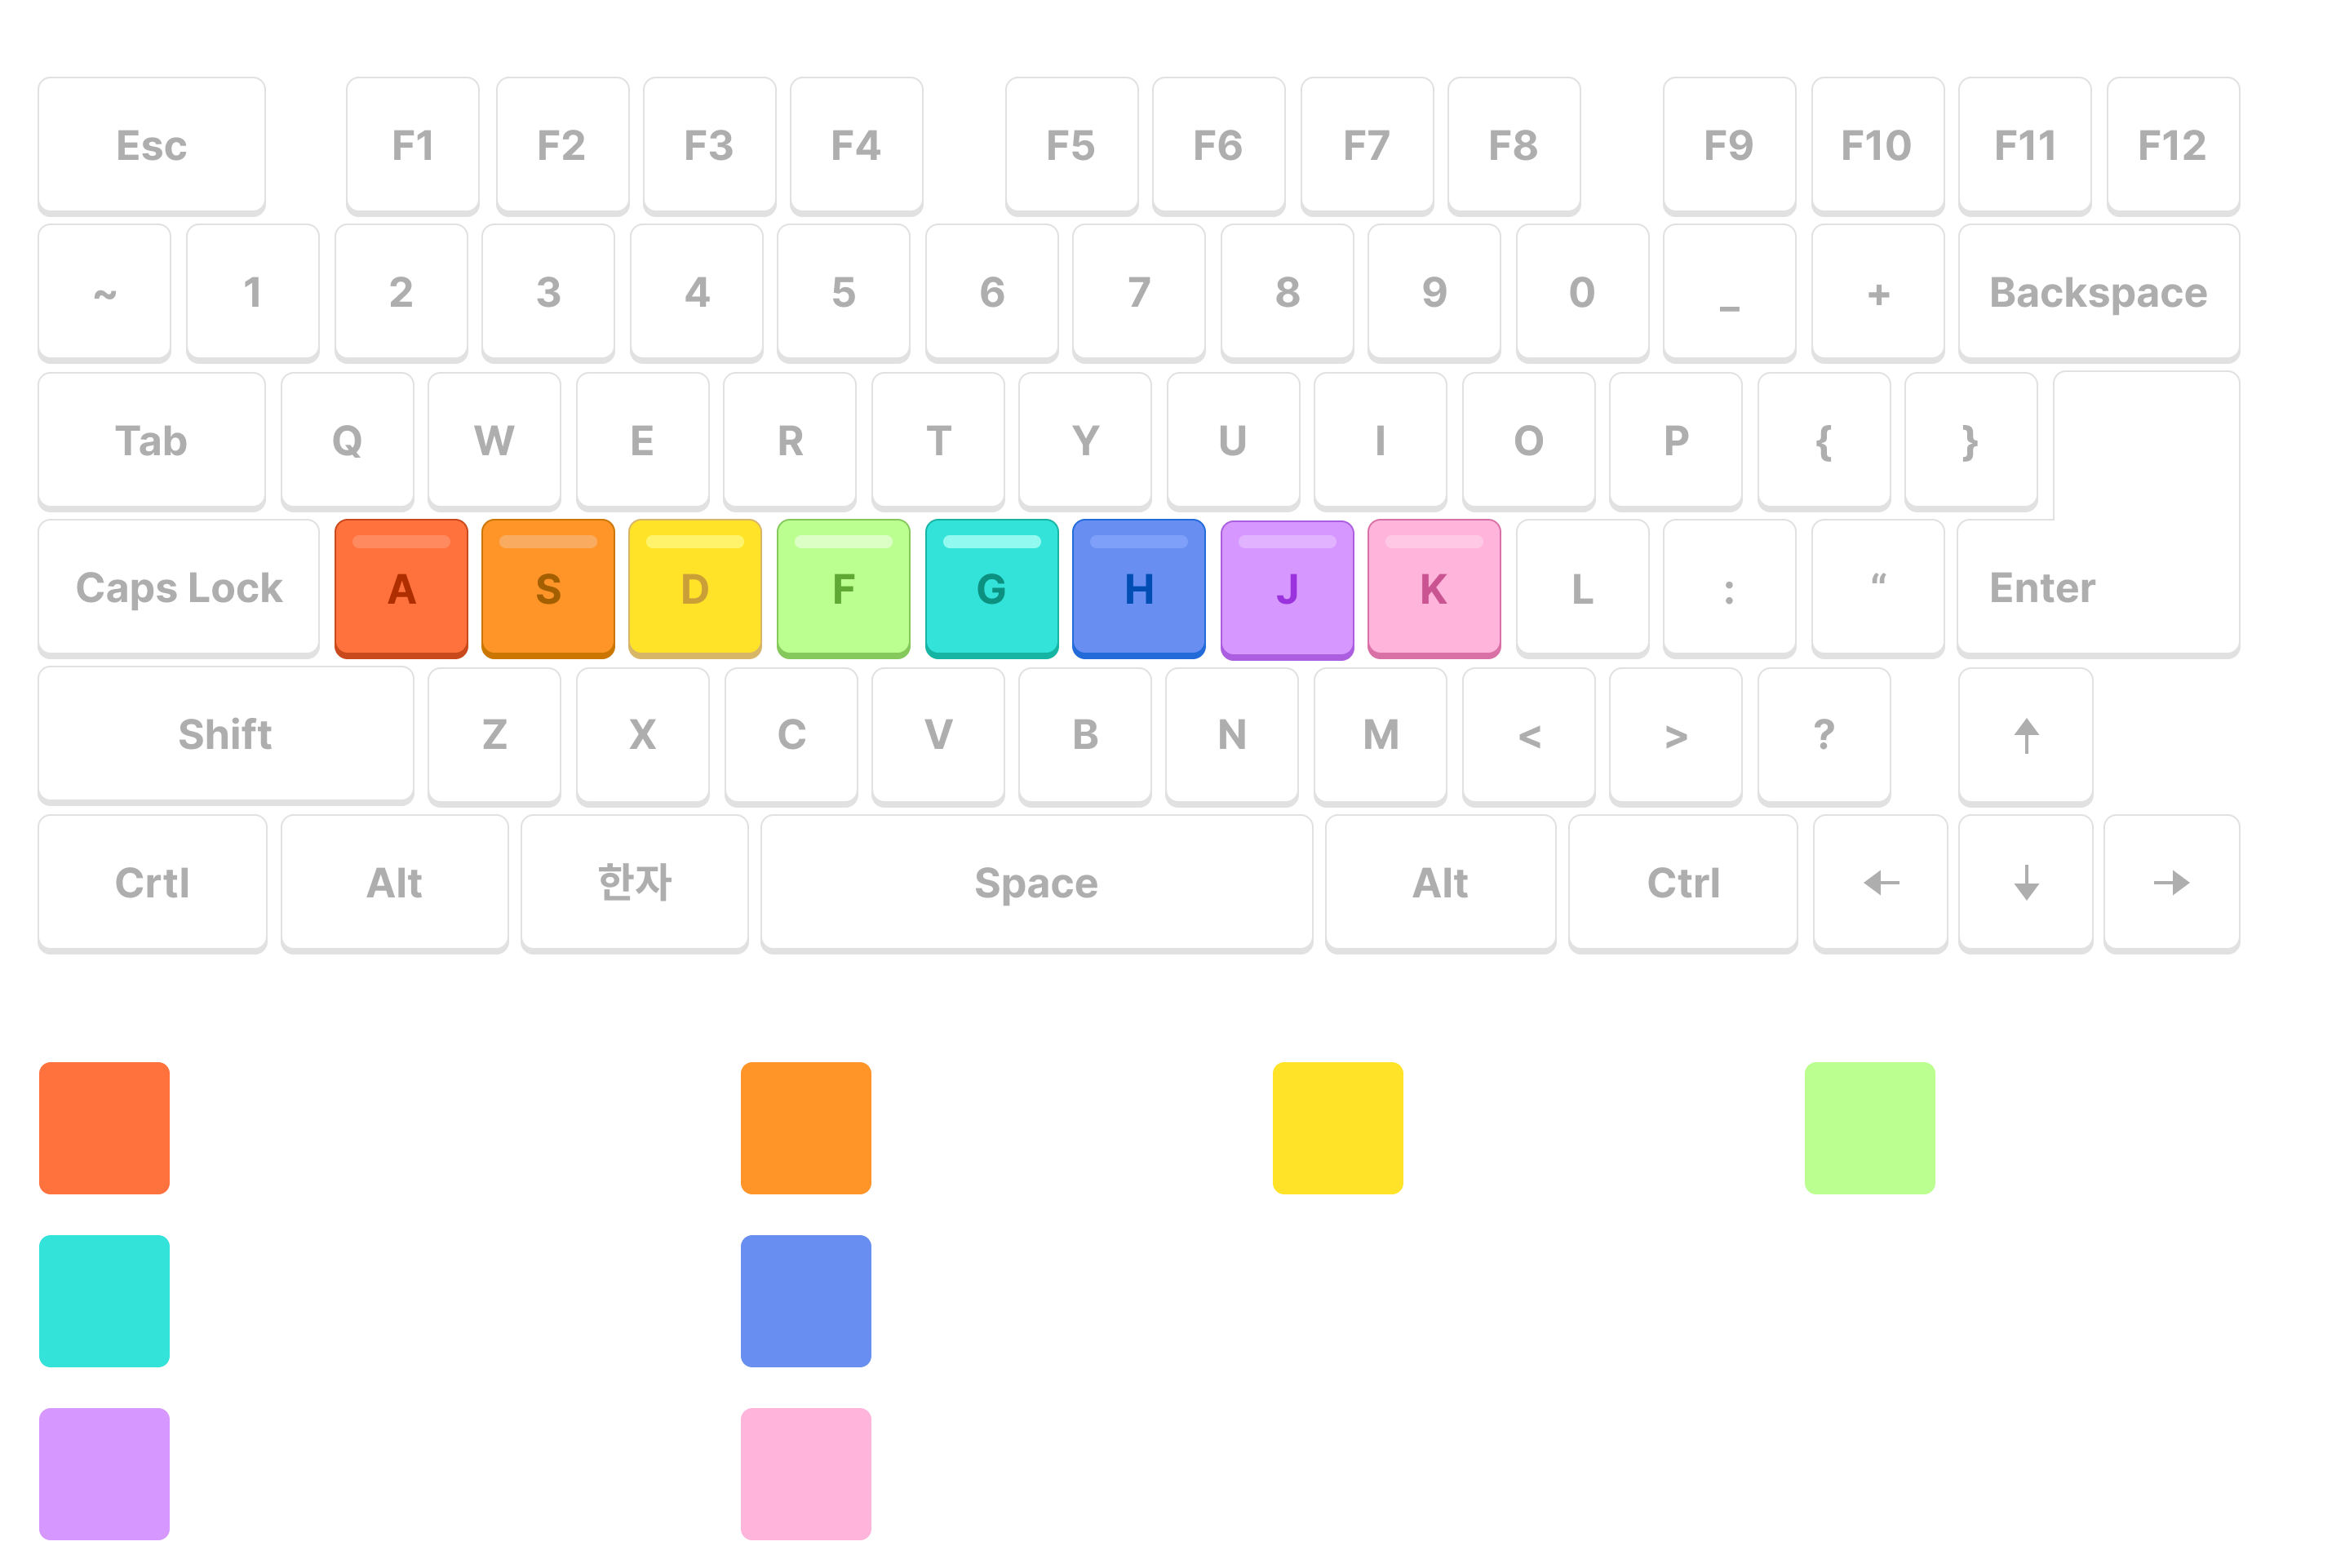 Esc F1 F2 F3 F4 F5 F6 F7 F8 F9 F10 F11 F12
~ 1 2 3 4 5 6 7 8 9 0 _ + Backspace
Tab Q W E R T Y U I O P { }
Caps Lock A S D F G H J K L : “ Enter
Shift Z X C V B N M < > ? ↑
Crtl Alt 한자 Space Alt Ctrl ← ↓ →